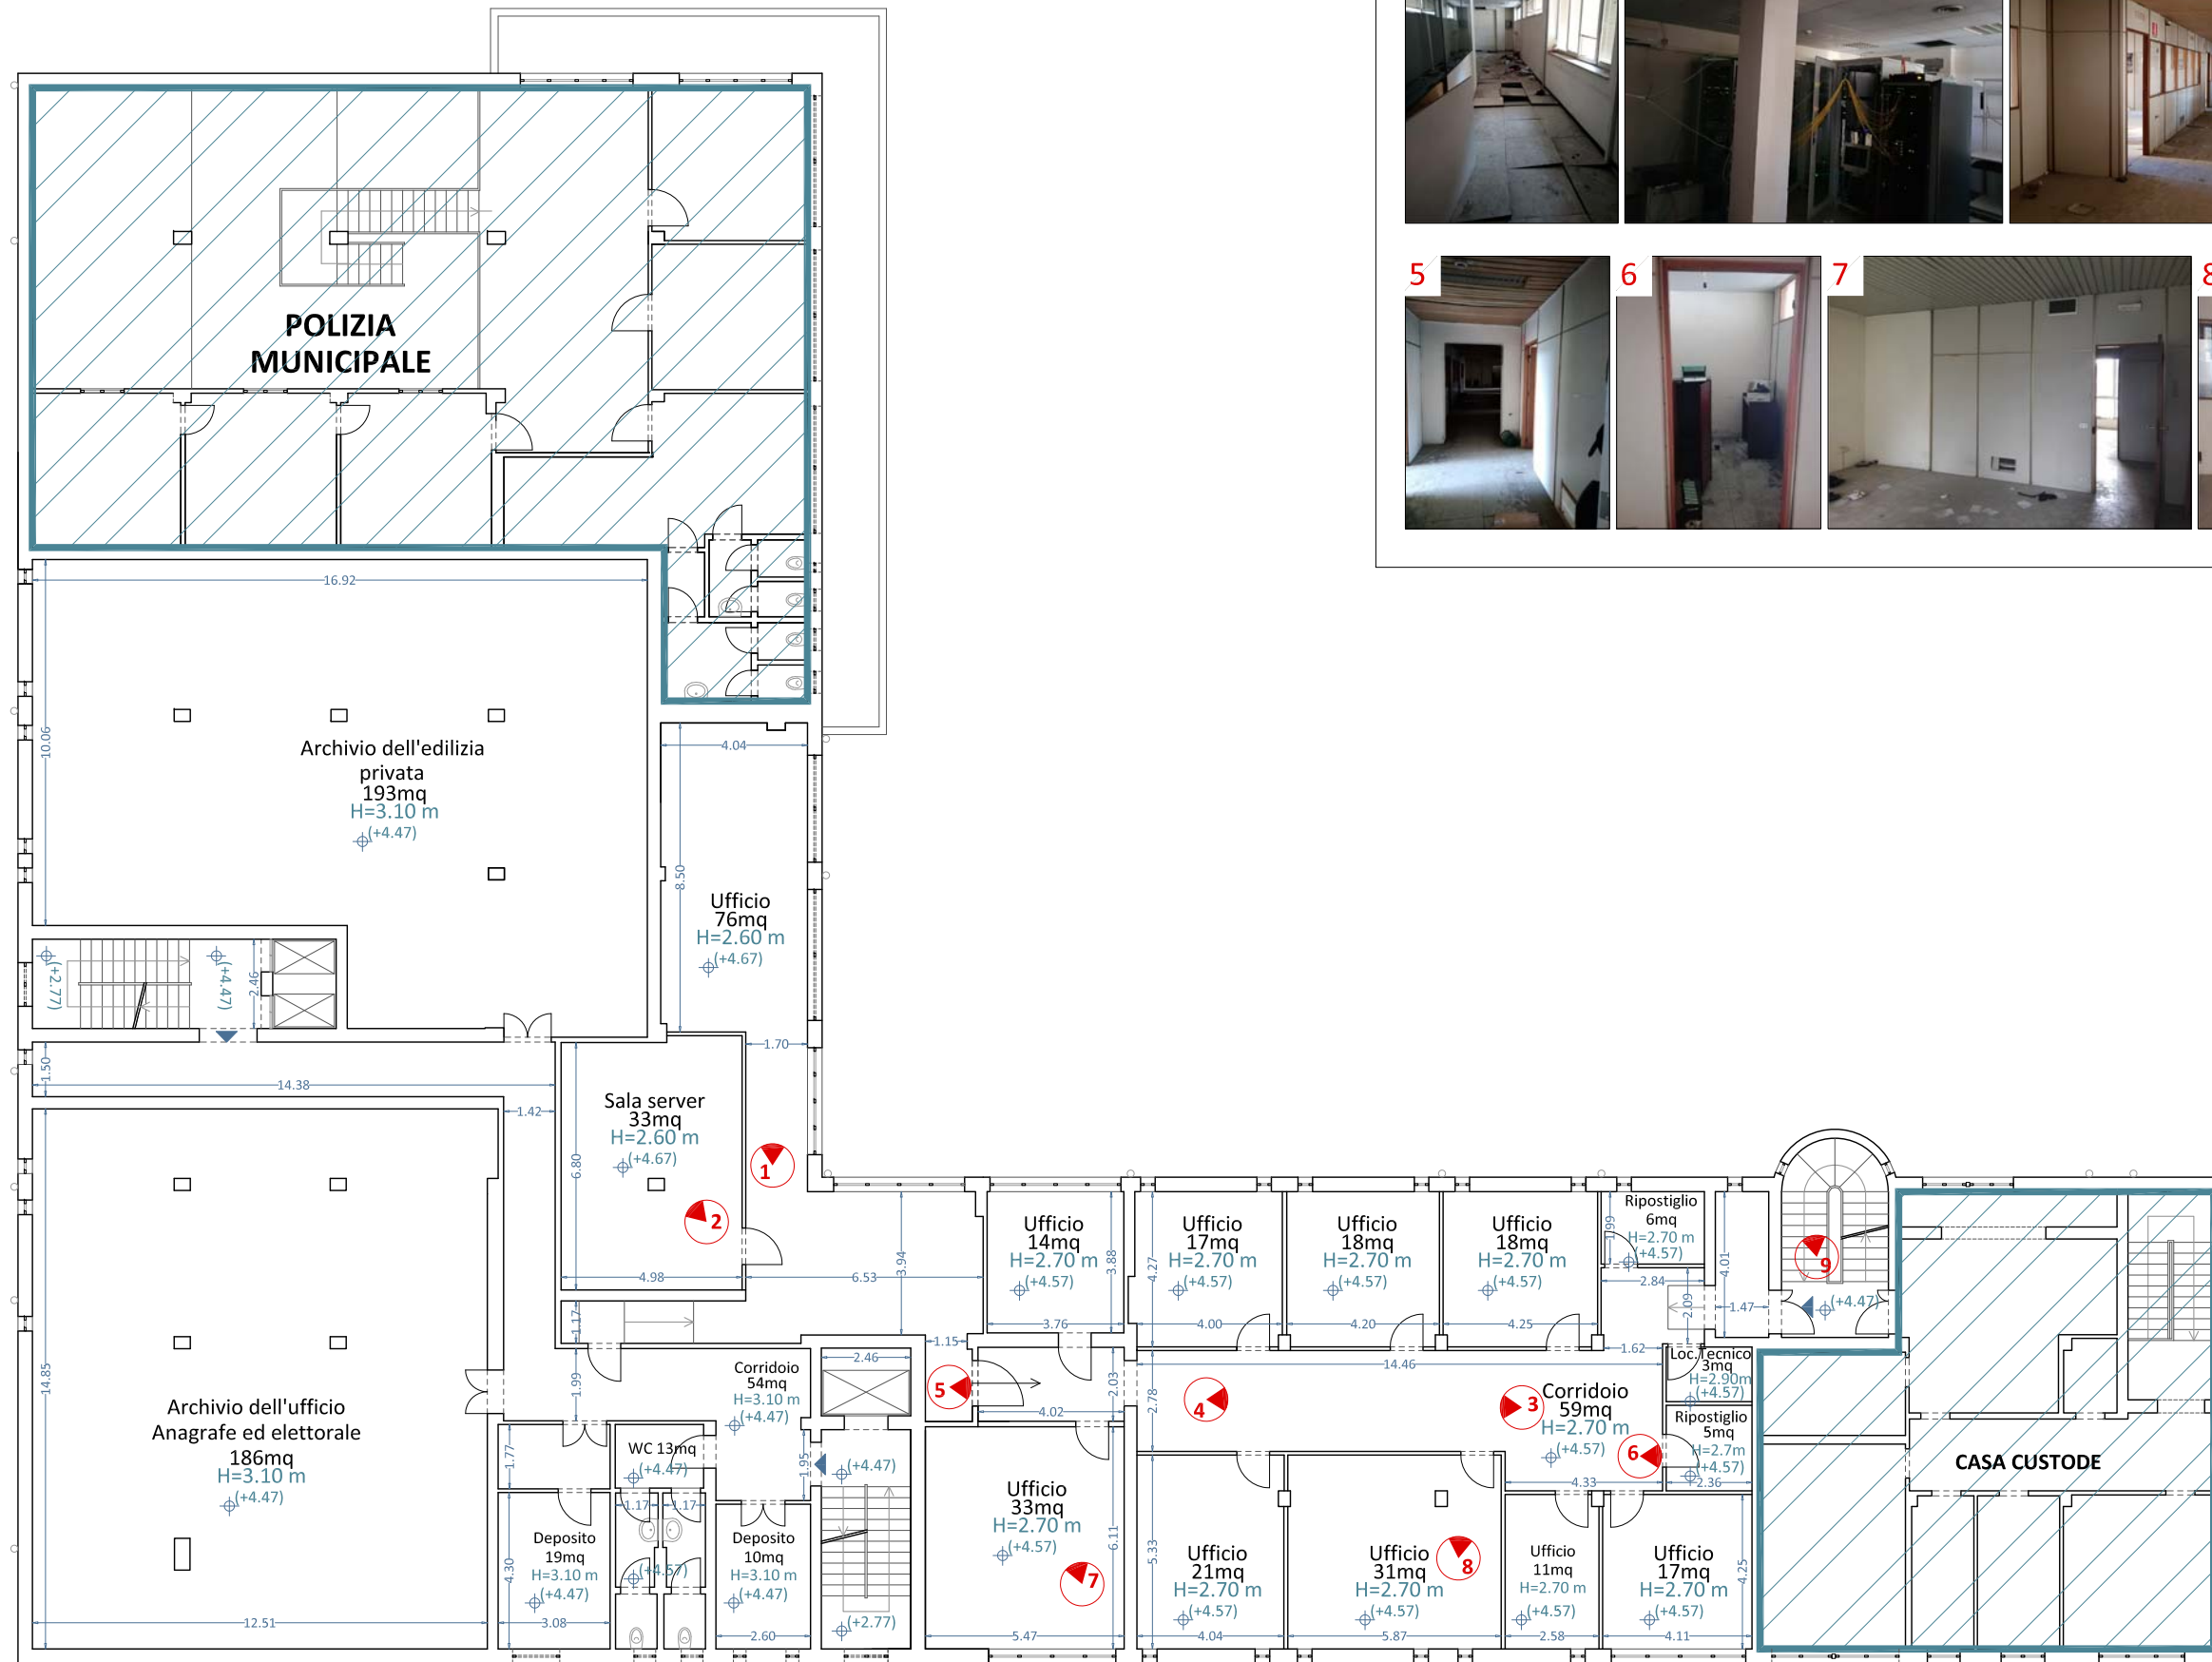 5
6
7
8
POLIZIA
MUNICIPALE
16.92
10.06
Archivio dell'edilizia
privata
193mq
H=3.10 m
(+4.47)
4.04
8.50
Ufficio
76mq
H=2.60 m
(+4.67)
(+2.77)
(+4.47)
2.46
1.50
14.38
1.42
1.70
Sala server
33mq
H=2.60 m
(+4.67)
6.80
4.98
1
2
6.53
3.94
1.17
1.99
1.15
Ufficio
14mq
H=2.70 m
(+4.57)
3.88
3.76
Ufficio
17mq
H=2.70 m
(+4.57)
4.27
4.00
Ufficio
18mq
H=2.70 m
(+4.57)
4.20
Ufficio
18mq
H=2.70 m
(+4.57)
4.25
Ripostiglio
6mq
H=2.70 m
(+4.57)
1.99
2.84
2.09
4.01
1.47
9
(+4.47)
14.46
1.62
Loc.Tecnico
3mq
H=2.90m
(+4.57)
Ripostiglio
5mq
H=2.7m
(+4.57)
2.36
Corridoio
59mq
H=2.70 m
(+4.57)
4.33
3
4
5
6
2.78
2.03
4.02
2.46
Corridoio
54mq
H=3.10 m
(+4.47)
1.95
(+4.47)
(+2.77)
14.85
Archivio dell'ufficio
Anagrafe ed elettorale
186mq
H=3.10 m
(+4.47)
12.51
1.77
4.30
Deposito
19mq
H=3.10 m
(+4.47)
3.08
WC 13mq
(+4.47)
1.17
1.17
(+4.57)
Deposito
10mq
H=3.10 m
(+4.47)
2.60
Ufficio
33mq
H=2.70 m
(+4.57)
7
6.11
5.47
Ufficio
21mq
H=2.70 m
(+4.57)
5.33
4.04
Ufficio
31mq
H=2.70 m
(+4.57)
8
5.87
Ufficio
11mq
H=2.70 m
(+4.57)
2.58
Ufficio
17mq
H=2.70 m
(+4.57)
4.25
4.11
CASA CUSTODE